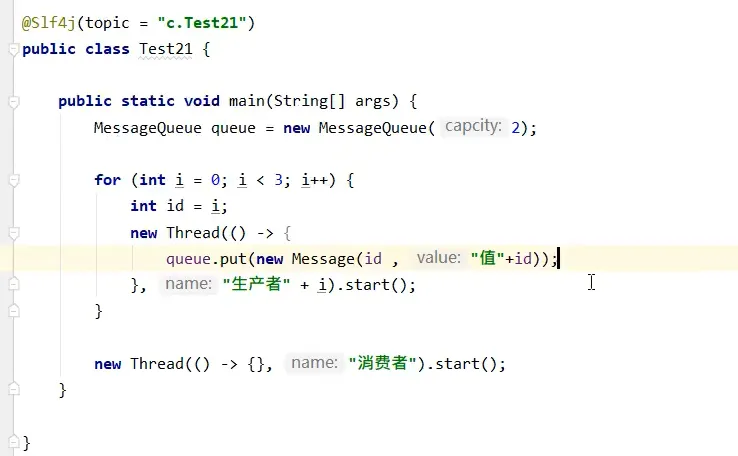 @Slf4j(topic = "c.Test21")
public class Test21 {
public static void main(String[] args) {
MessageQueue queue = new MessageQueue( capcity: 2);
for (int i = 0; i < 3; i++) {
int id = i;
new Thread(() -> {
queue.put(new Message(id , value: "值"+id));
}, name: "生产者" + i).start();
}
new Thread(() -> {}, name: "消费者").start();
}
}